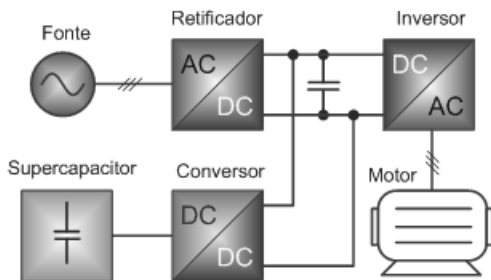 Retificador
Inversor
Fonte
AC
DC
DC
AC
Supercapacitor
Conversor
Motor
DC
DC